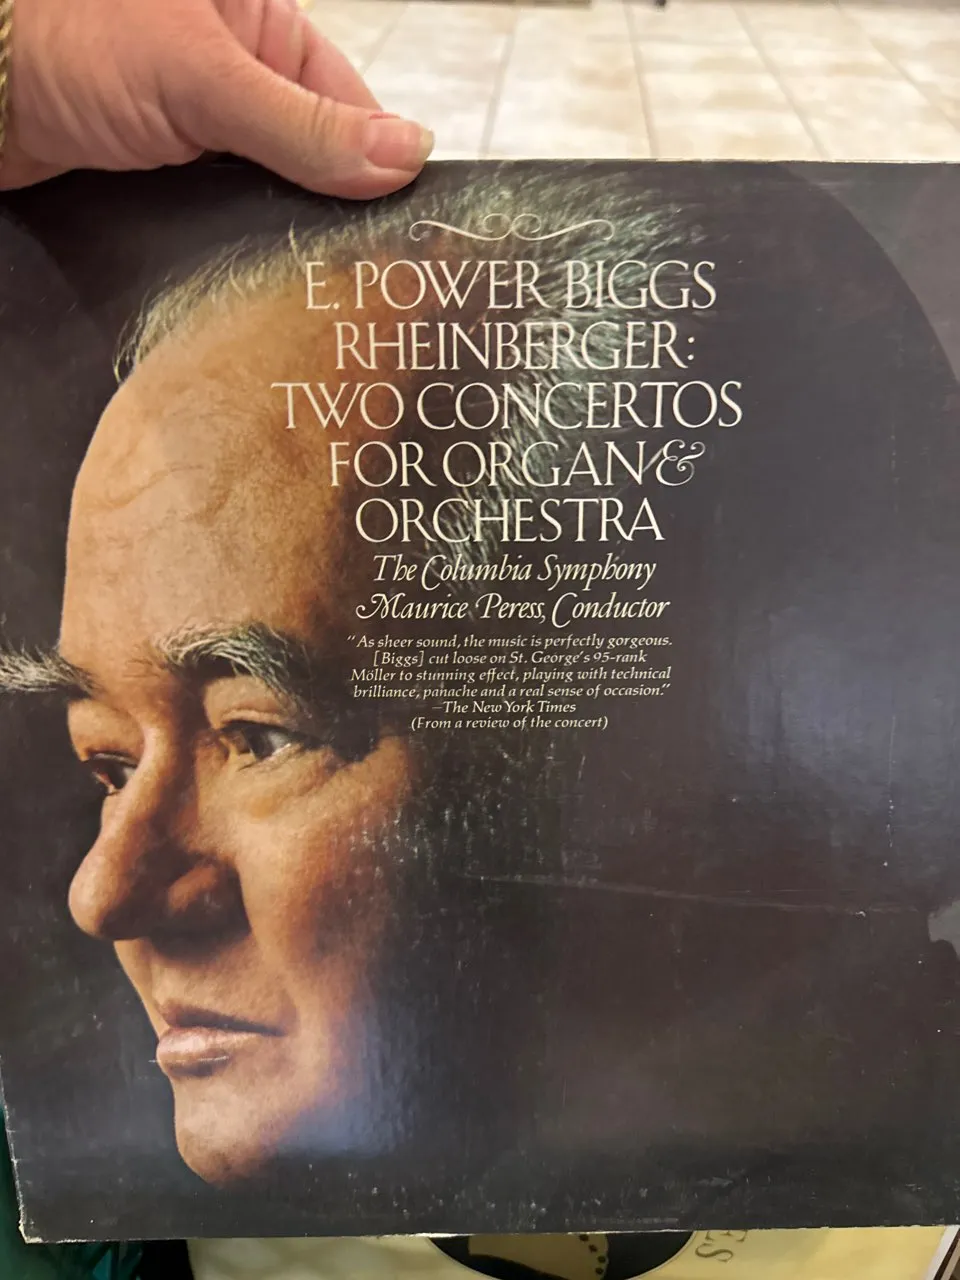 E. POWER BIGGS
RHEINBERGER:
TWO CONCERTOS
FOR ORGAN &
ORCHESTRA
The Columbia Symphony
Maurice Peress, Conductor
"As sheer sound, the music is perfectly gorgeous.
[Biggs] cut loose on St. George's 95-rank
Möller to stunning effect, playing with technical
brilliance, panache and a real sense of occasion."
—The New York Times
(From a review of the concert)